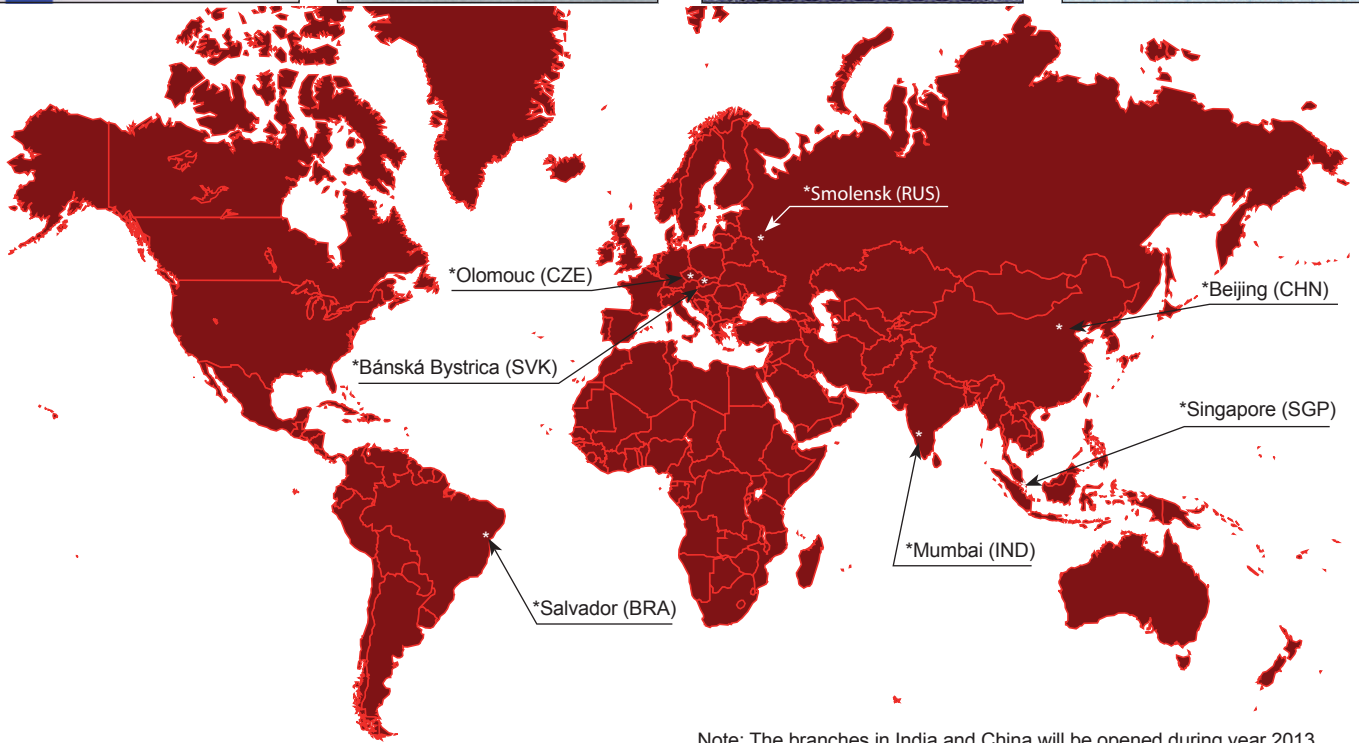 *Smolensk (RUS)
*Olomouc (CZE)
*Beijing (CHN)
*Bánská Bystrica (SVK)
*Singapore (SGP)
*Mumbai (IND)
*Salvador (BRA)
Note: The branches in India and China will be opened during year 2013